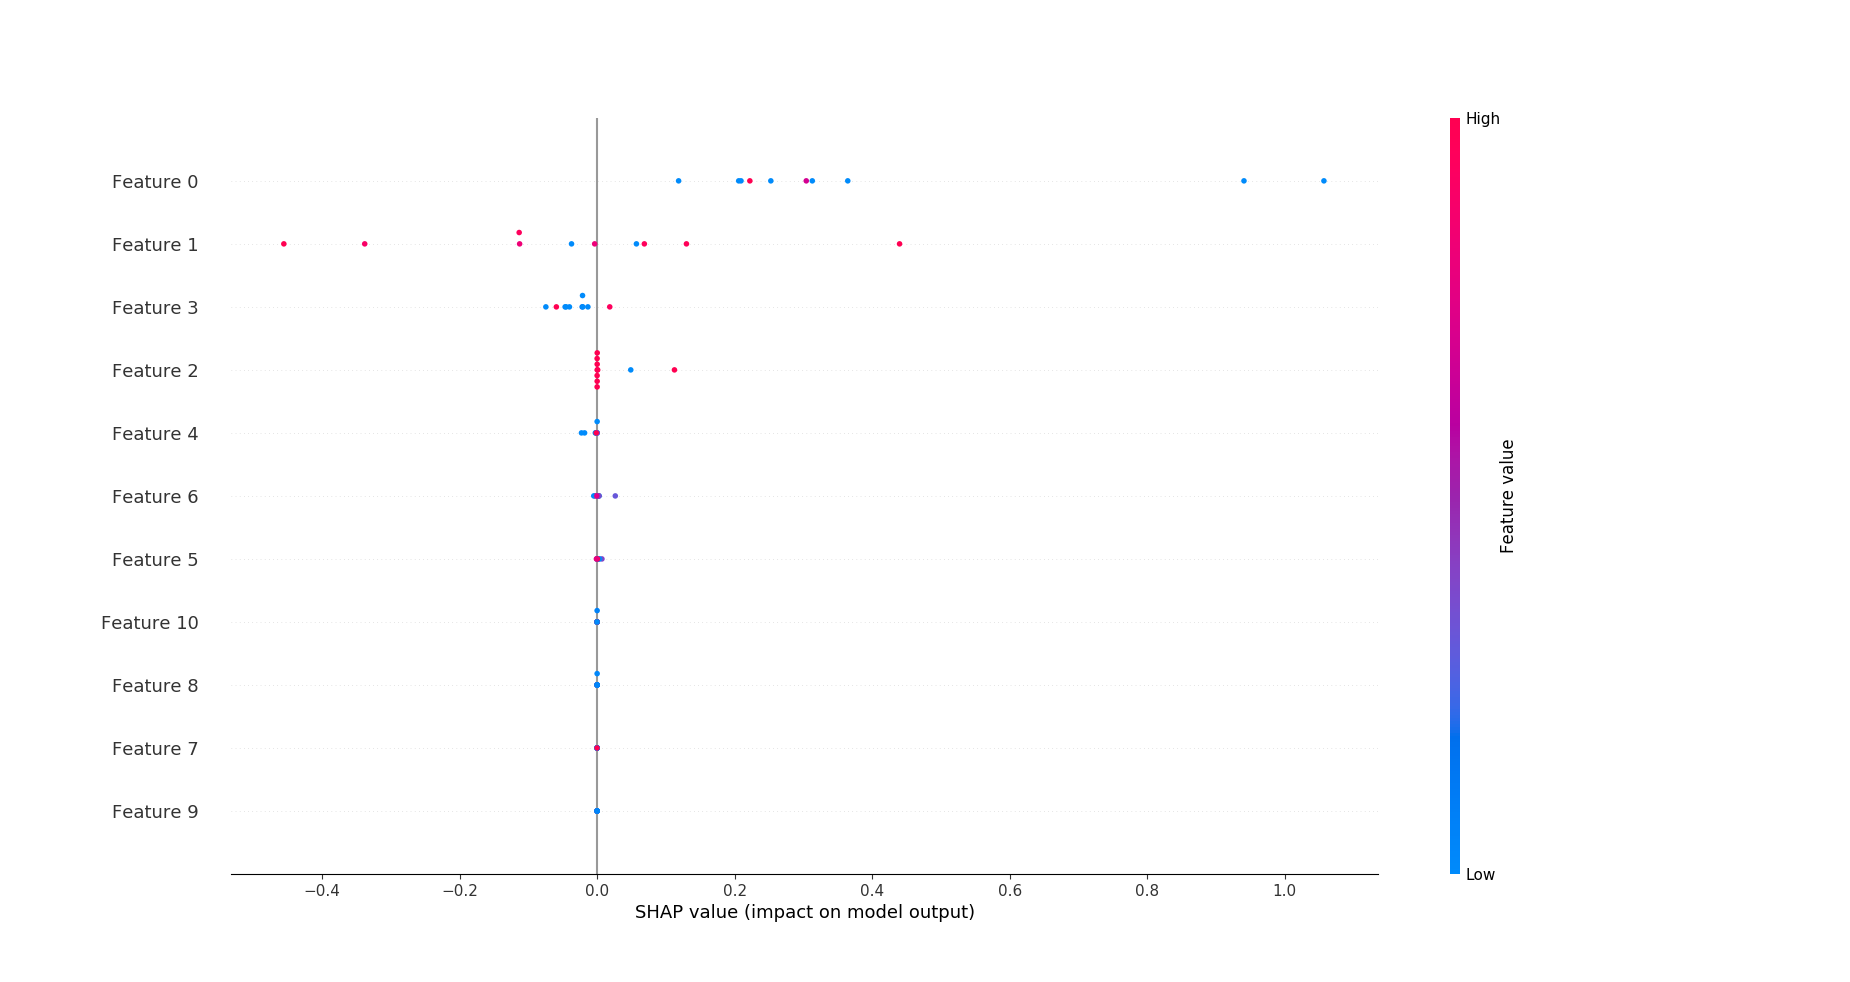 High
Feature 0
Feature 1
Feature 3
Feature 2
Feature 4
Feature 6
Feature 5
Feature 10
Feature 8
Feature 7
Feature 9
Feature value
Low
−0.4 −0.2 0.0 0.2 0.4 0.6 0.8 1.0
SHAP value (impact on model output)